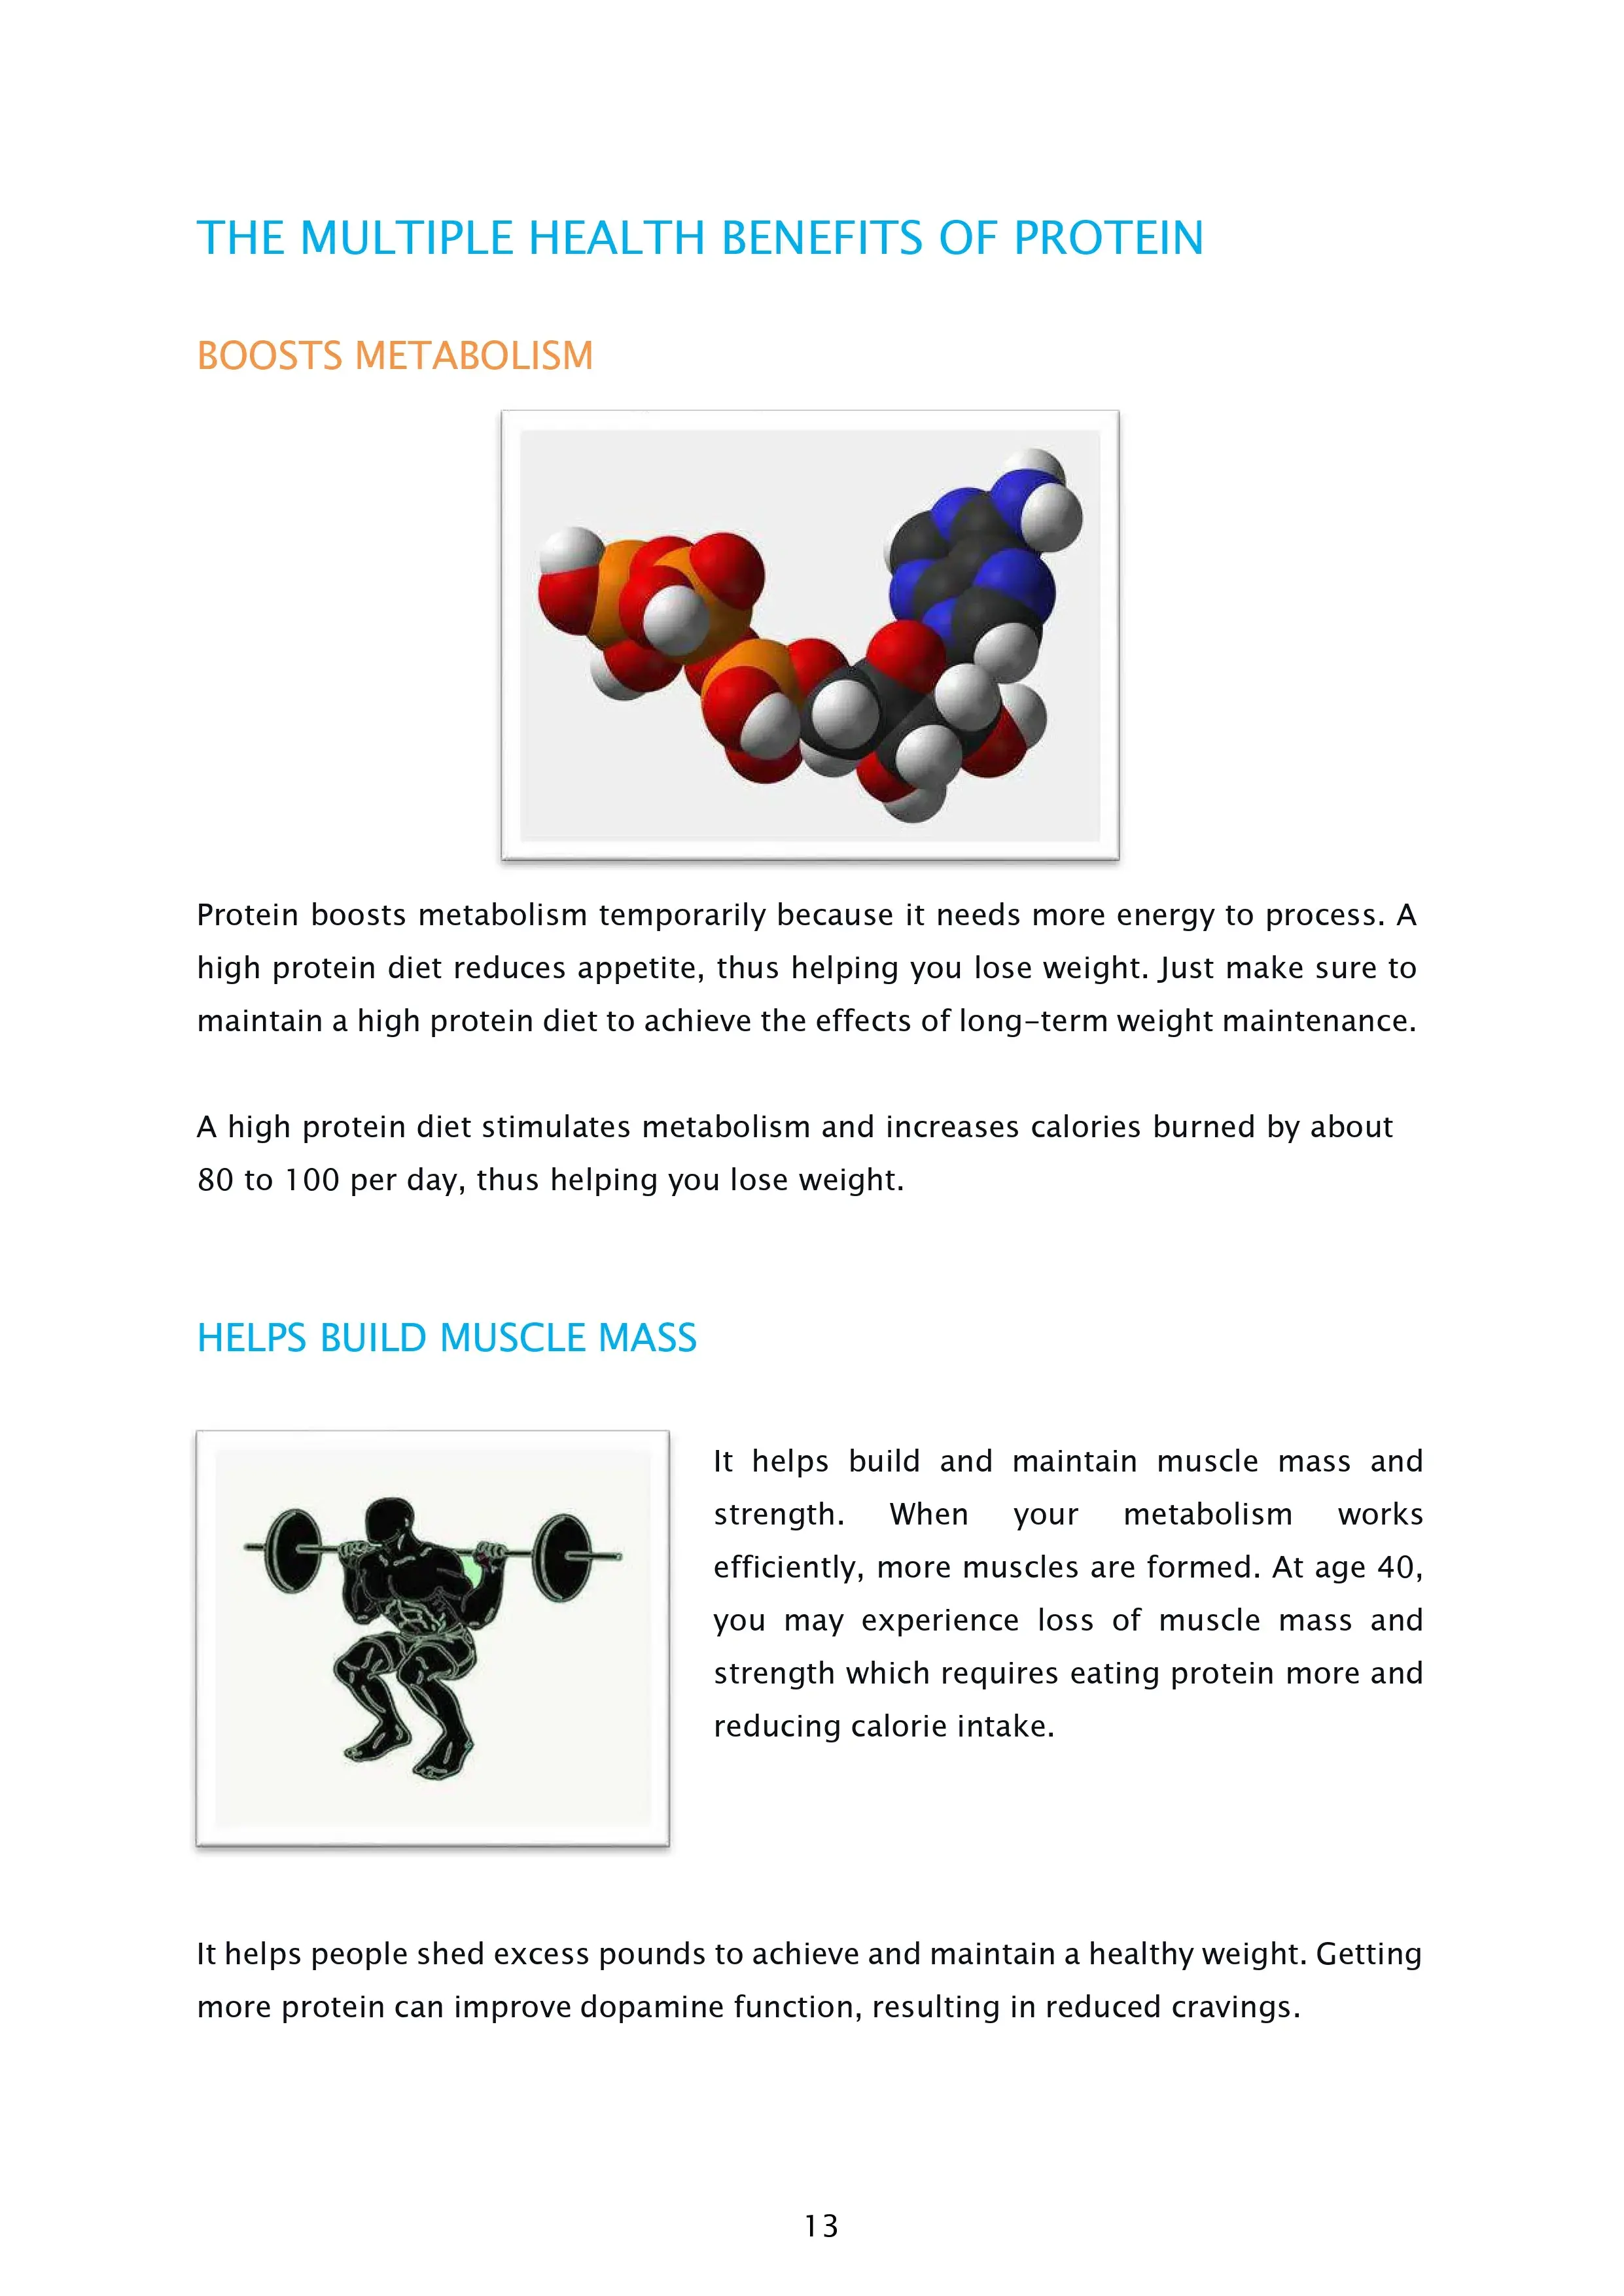 THE MULTIPLE HEALTH BENEFITS OF PROTEIN
BOOSTS METABOLISM
Protein boosts metabolism temporarily because it needs more energy to process. A
high protein diet reduces appetite, thus helping you lose weight. Just make sure to
maintain a high protein diet to achieve the effects of long-term weight maintenance.
A high protein diet stimulates metabolism and increases calories burned by about
80 to 100 per day, thus helping you lose weight.
HELPS BUILD MUSCLE MASS
It helps build and maintain muscle mass and
strength. When your metabolism works
efficiently, more muscles are formed. At age 40,
you may experience loss of muscle mass and
strength which requires eating protein more and
reducing calorie intake.
It helps people shed excess pounds to achieve and maintain a healthy weight. Getting
more protein can improve dopamine function, resulting in reduced cravings.
13